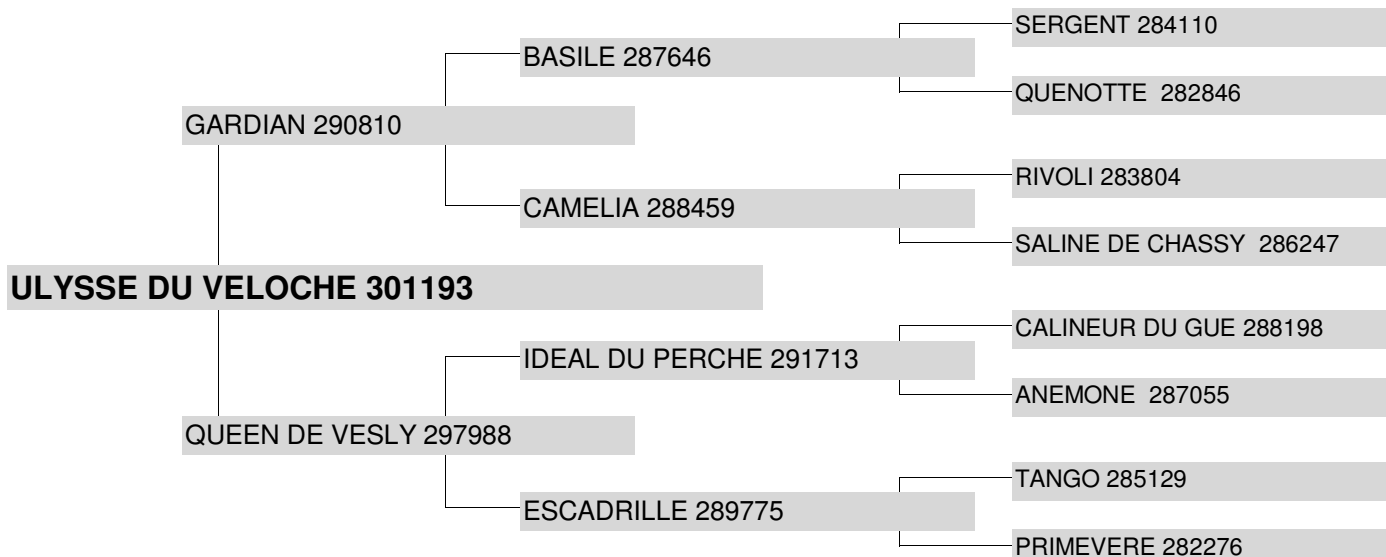 SERGENT 284110
BASILE 287646
QUENOTTE 282846
GARDIAN 290810
RIVOLI 283804
CAMELIA 288459
SALINE DE CHASSY 286247
ULYSSE DU VELOCHE 301193
CALINEUR DU GUE 288198
IDEAL DU PERCHE 291713
ANEMONE 287055
QUEEN DE VESLY 297988
TANGO 285129
ESCADRILLE 289775
PRIMEVERE 282276